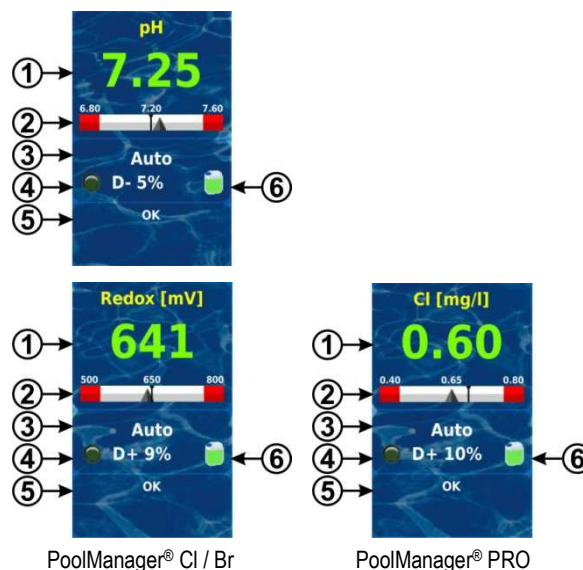 pH
① 7.25
② 6.80 7.20 7.60
③ Auto
④ D- 5% ⑥
⑤ OK
Redox [mV]
① 641
② 500 650 800
③ Auto
④ D+ 9% ⑥
⑤ OK
PoolManager® Cl / Br
Cl [mg/l]
① 0.60
② 0.40 0.65 0.80
③ Auto
④ D+ 10% ⑥
⑤ OK
PoolManager® PRO